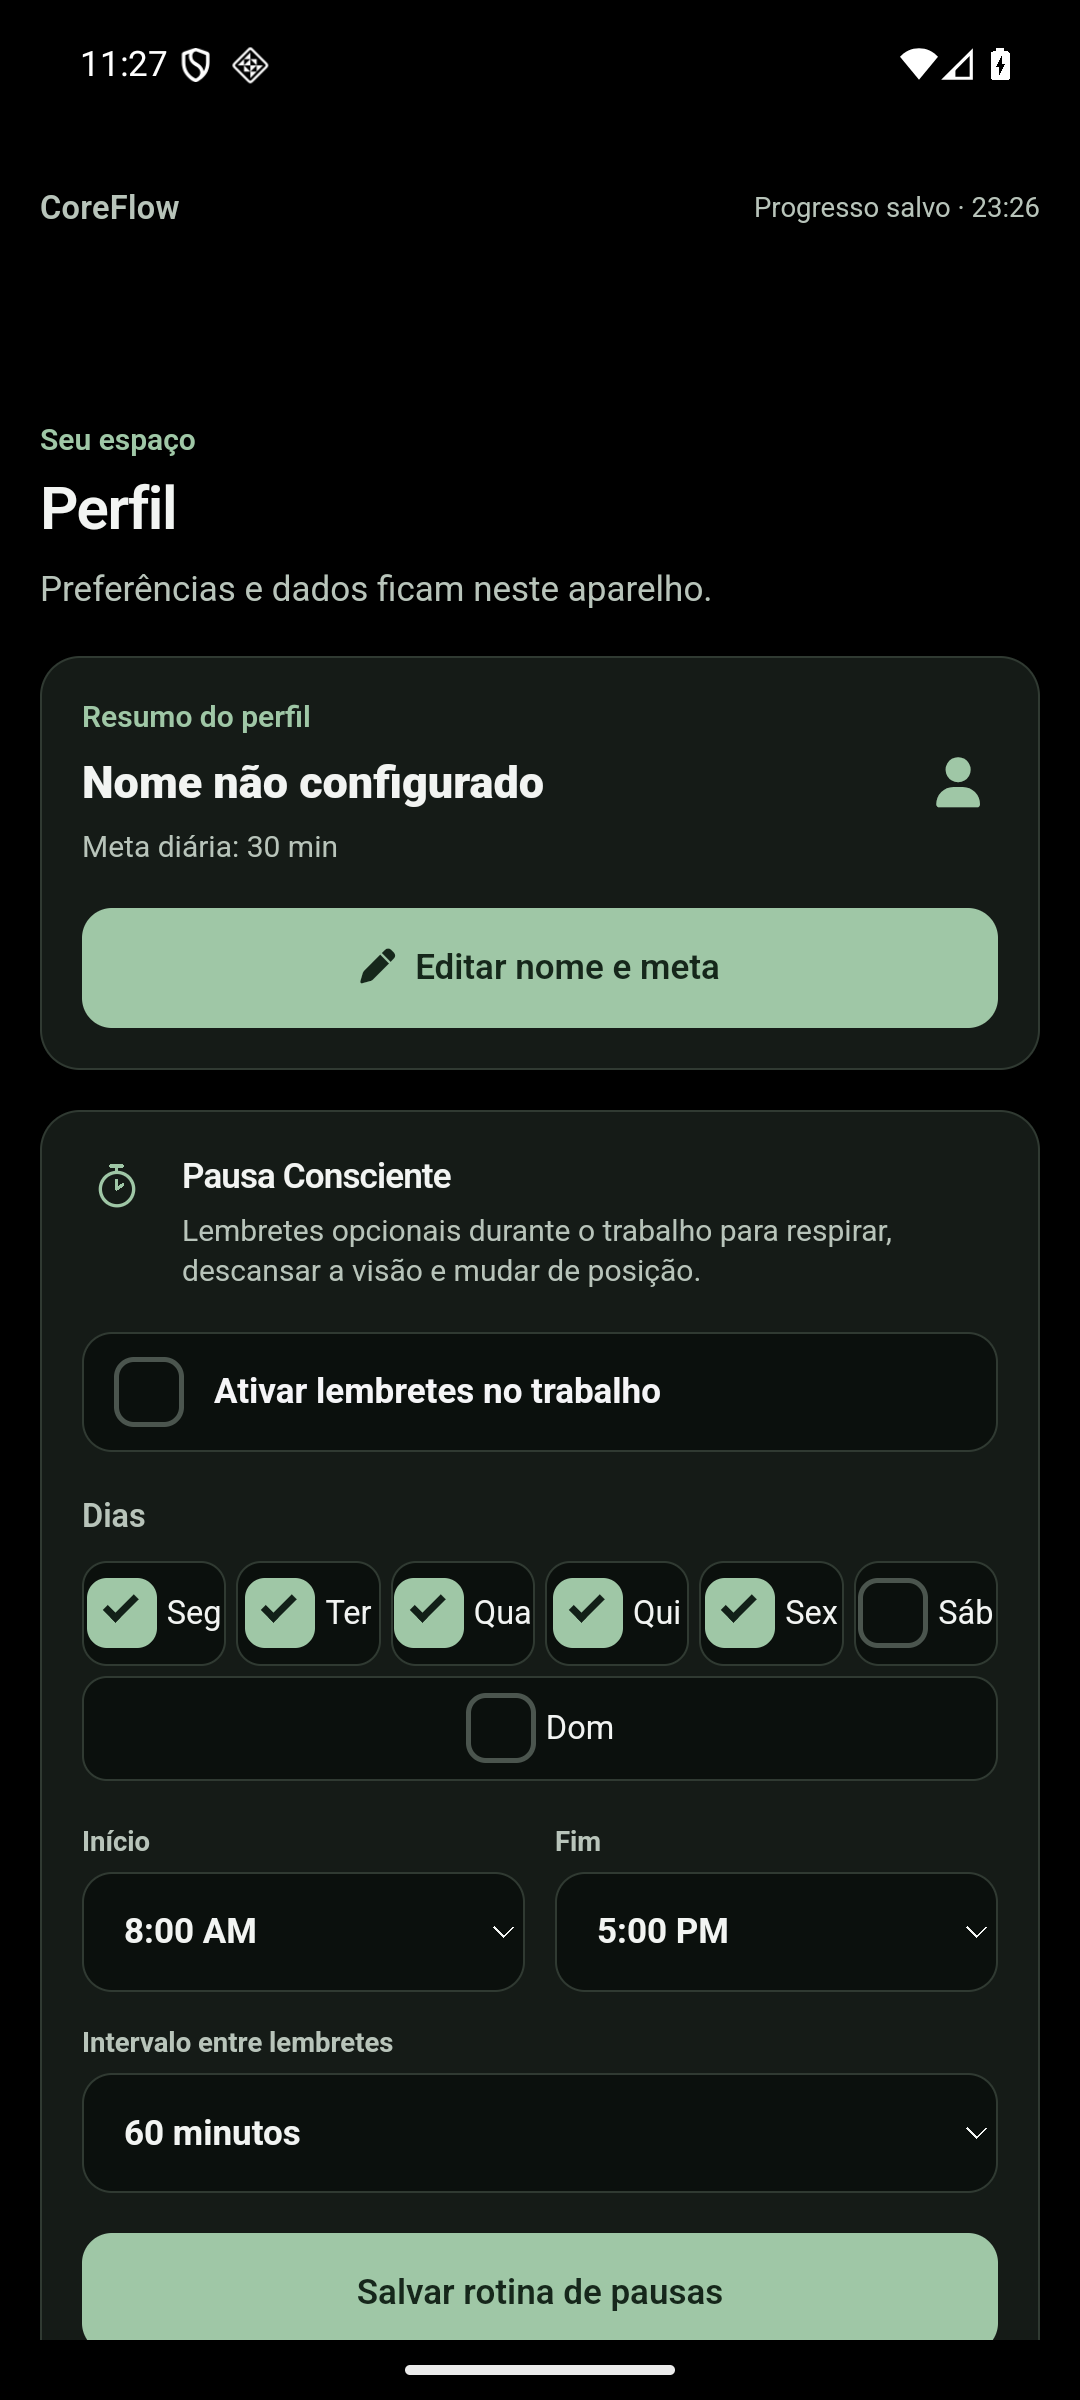 11:27
CoreFlow
Progresso salvo · 23:26
Seu espaço
Perfil
Preferências e dados ficam neste aparelho.
Resumo do perfil
Nome não configurado
Meta diária: 30 min
Editar nome e meta
Pausa Consciente
Lembretes opcionais durante o trabalho para respirar,
descansar a visão e mudar de posição.
Ativar lembretes no trabalho
Dias
Seg Ter Qua Qui Sex Sáb
Dom
Início Fim
8:00 AM 5:00 PM
Intervalo entre lembretes
60 minutos
Salvar rotina de pausas